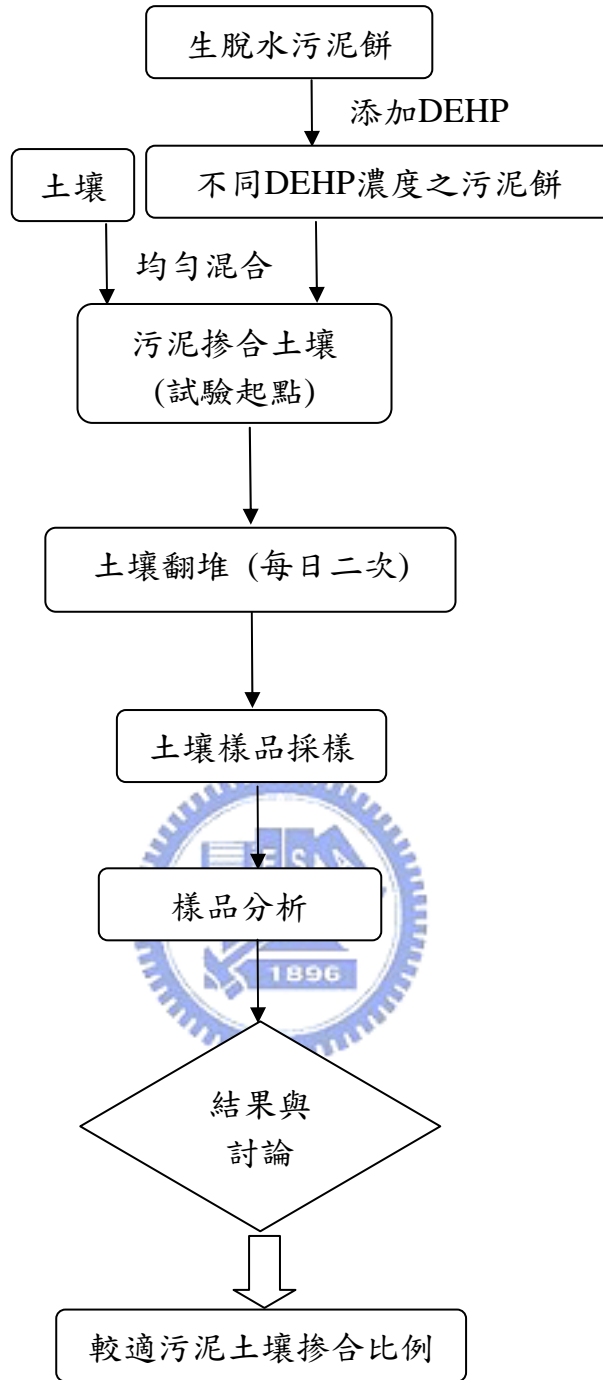 生脫水污泥餅
添加DEHP
土壤
不同DEHP濃度之污泥餅
均勻混合
污泥摻合土壤
(試驗起點)
土壤翻堆 (每日二次)
土壤樣品採樣
E S A
樣品分析
1896
結果與
討論
較適污泥土壤摻合比例